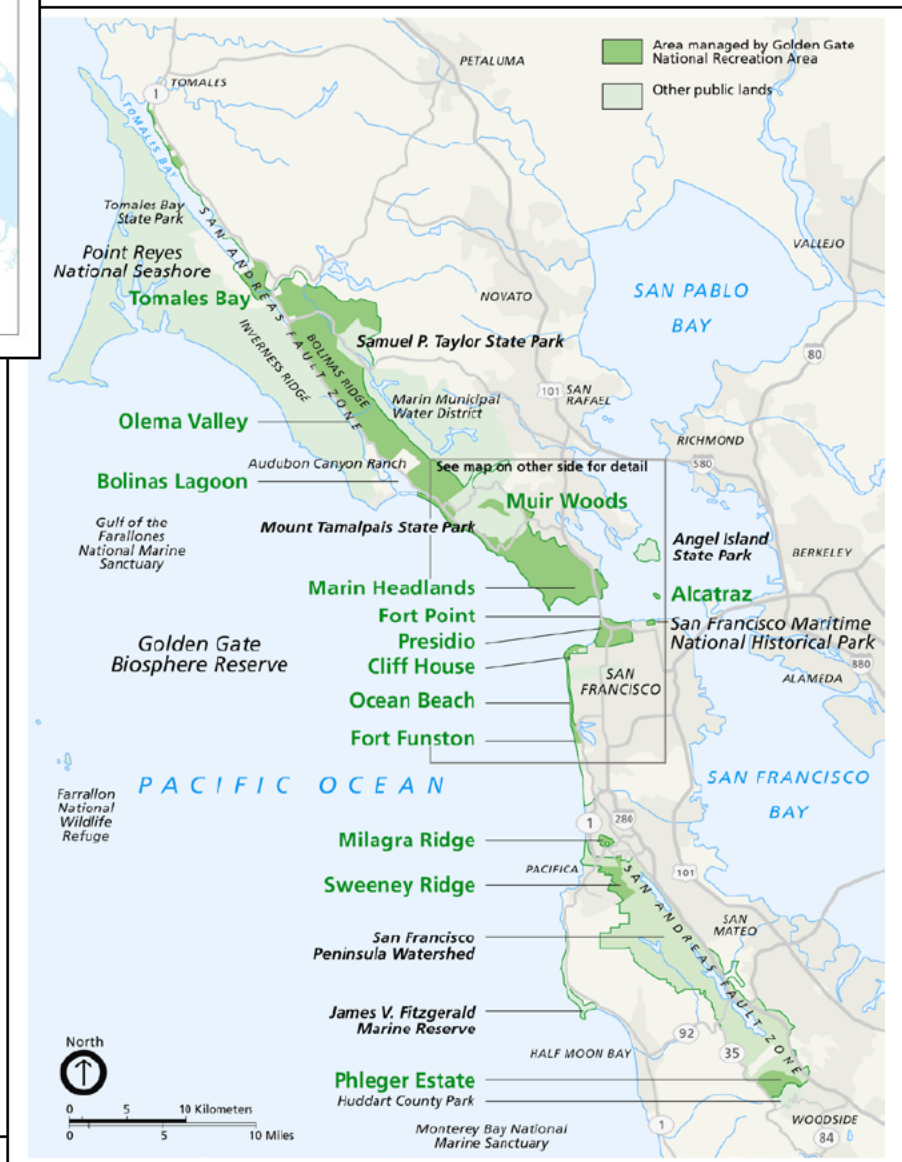 Area managed by Golden Gate
National Recreation Area
Other public lands
PETALUMA
1
TOMALES
TOMALES BAY
Tomales Bay
State Park
SAN ANDREAS FAULT ZONE
Point Reyes
National Seashore
Tomales Bay
VALLEJO
NOVATO
SAN PABLO
BAY
INVERNESS RIDGE
BOLINAS RIDGE
Samuel P. Taylor State Park
80
101
SAN
RAFAEL
Marin Municipal
Water District
Olema Valley
RICHMOND
580
Audubon Canyon Ranch
See map on other side for detail
Bolinas Lagoon
Muir Woods
Gulf of the
Farallones
National Marine
Sanctuary
Mount Tamalpais State Park
Angel Island
State Park
BERKELEY
Marin Headlands
Alcatraz
Fort Point
San Francisco Maritime
National Historical Park
Presidio
Golden Gate
Biosphere Reserve
Cliff House
880
ALAMEDA
SAN
FRANCISCO
Ocean Beach
Fort Funston
PACIFIC OCEAN
SAN FRANCISCO
BAY
Farrallon
National
Wildlife
Refuge
1
280
Milagra Ridge
PACIFICA
101
Sweeney Ridge
SAN ANDREAS FAULT ZONE
SAN
MATEO
San Francisco
Peninsula Watershed
James V. Fitzgerald
Marine Reserve
92
35
North
HALF MOON BAY
Phleger Estate
Huddart County Park
0 5 10 Kilometers
0 5 10 Miles
WOODSIDE
84
1
Monterey Bay National
Marine Sanctuary